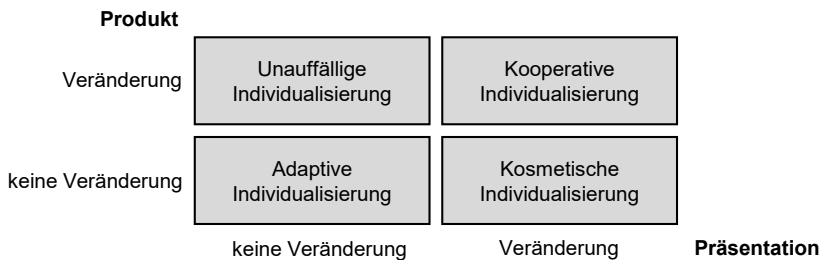 Produkt
Veränderung
Unauffällige
Individualisierung
Kooperative
Individualisierung
keine Veränderung
Adaptive
Individualisierung
Kosmetische
Individualisierung
keine Veränderung
Veränderung
Präsentation